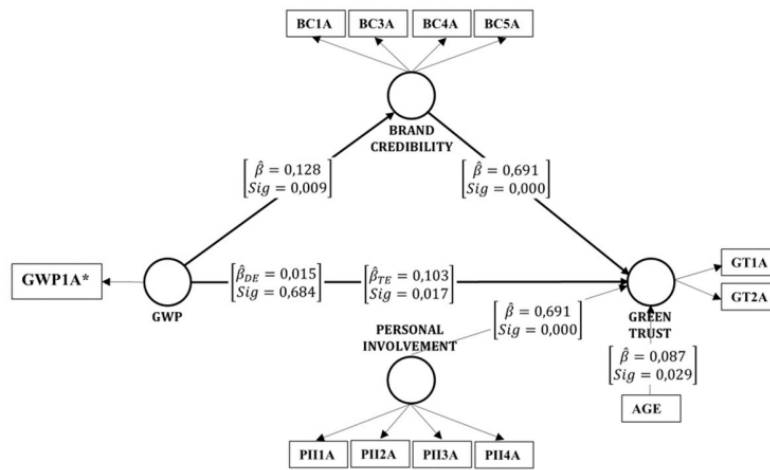 BC1A BC3A BC4A BC5A
BRAND
CREDIBILITY
β̂ = 0,128
Sig = 0,009
β̂ = 0,691
Sig = 0,000
GWP1A*
GWP
β̂DE = 0,015
Sig = 0,684
β̂TE = 0,103
Sig = 0,017
GT1A
GT2A
GREEN
TRUST
PERSONAL
INVOLVEMENT
β̂ = 0,691
Sig = 0,000
β̂ = 0,087
Sig = 0,029
AGE
PII1A PII2A PII3A PII4A